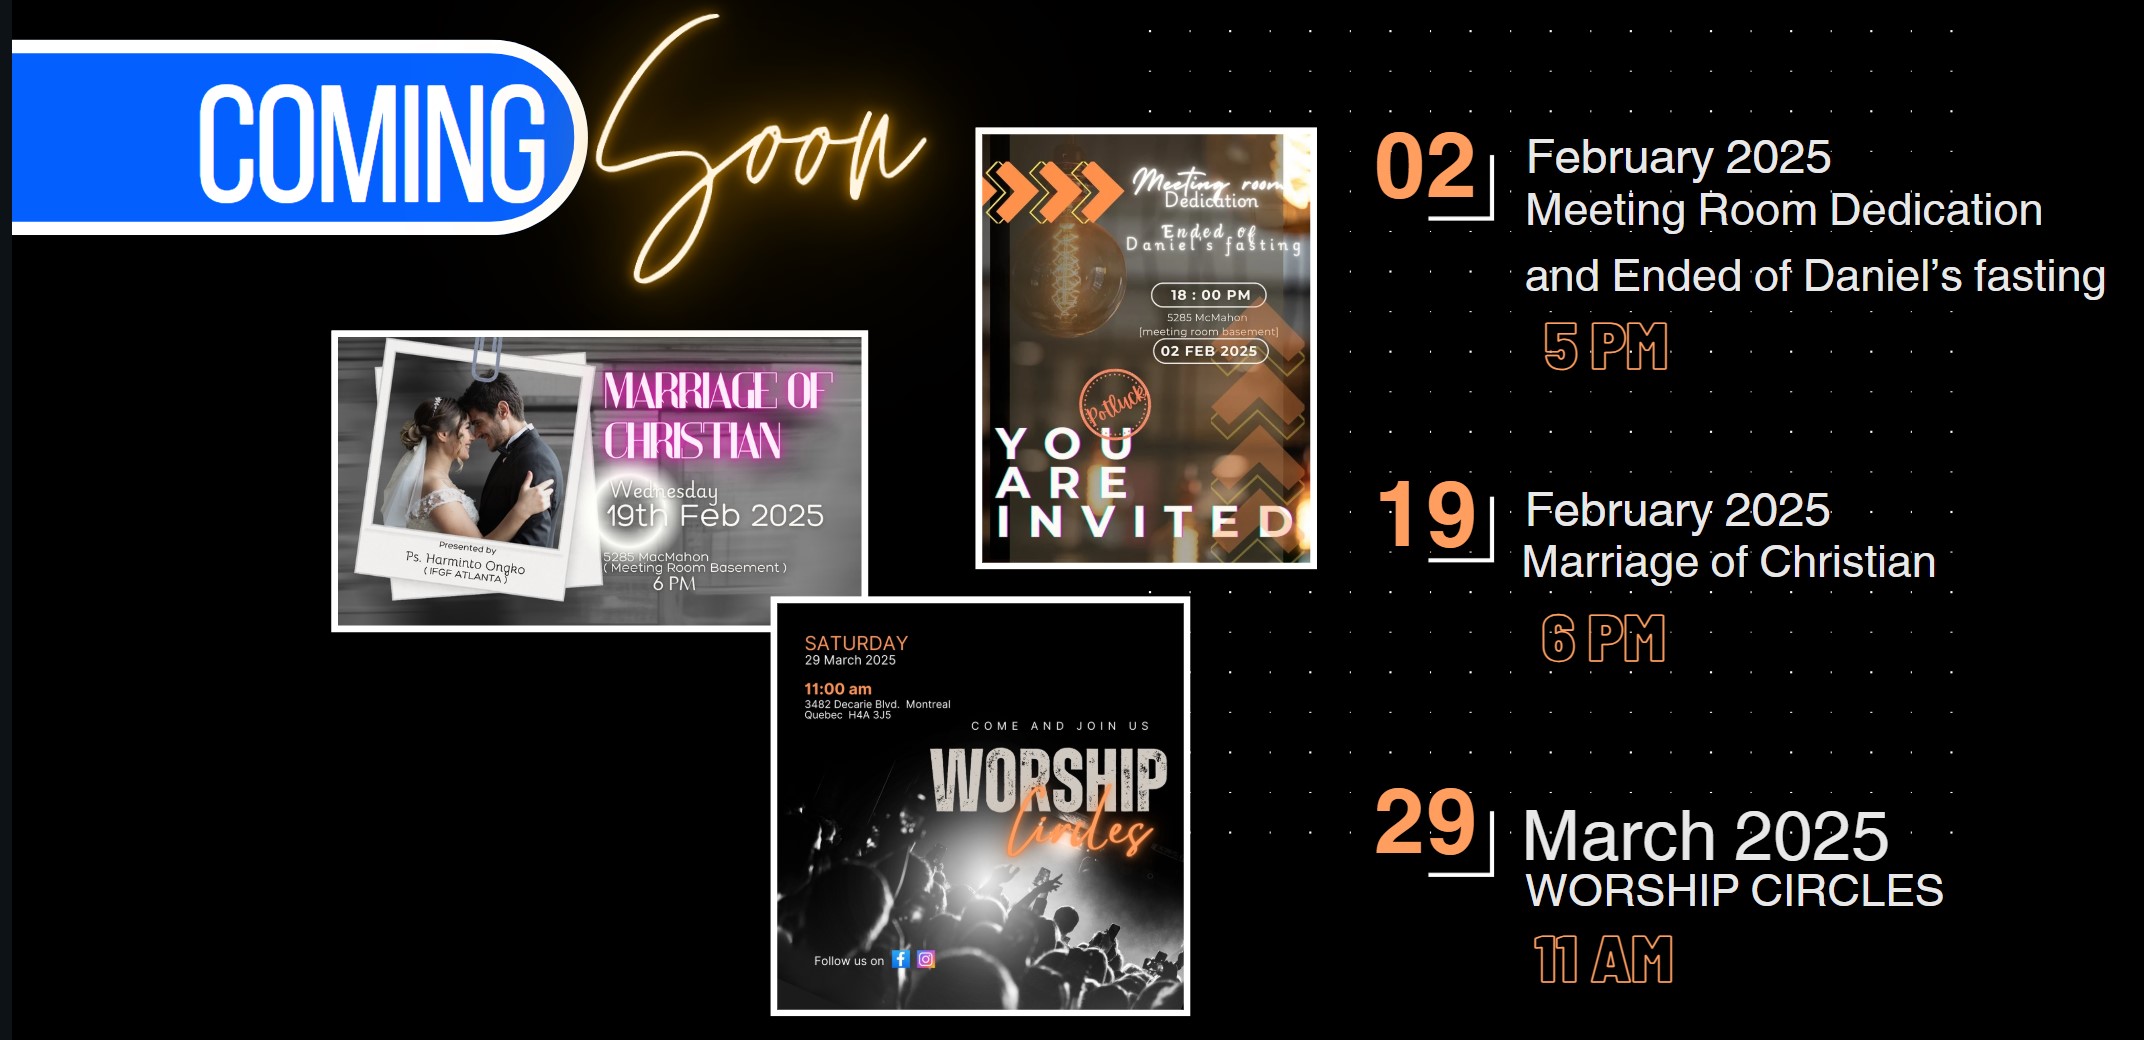 COMING Soon
MARRIAGE OF
CHRISTIAN
Wednesday
19th Feb 2025
5285 MacMahon
( Meeting Room Basement )
6 PM
Presented by
Ps. Harminto Ongko
( IFGF ATLANTA )
Meeting room
Dedication
Ended of
Daniel's fasting
18 : 00 PM
5285 McMahon
[meeting room basement]
02 FEB 2025
Potluck
YOU
ARE
INVITED
SATURDAY
29 March 2025
11:00 am
3482 Decarie Blvd. Montreal
Quebec H4A 3J5
COME AND JOIN US
WORSHIP
Circles
Follow us on
02 February 2025
Meeting Room Dedication
and Ended of Daniel’s fasting
5 PM
19 February 2025
Marriage of Christian
6 PM
29 March 2025
WORSHIP CIRCLES
11 AM